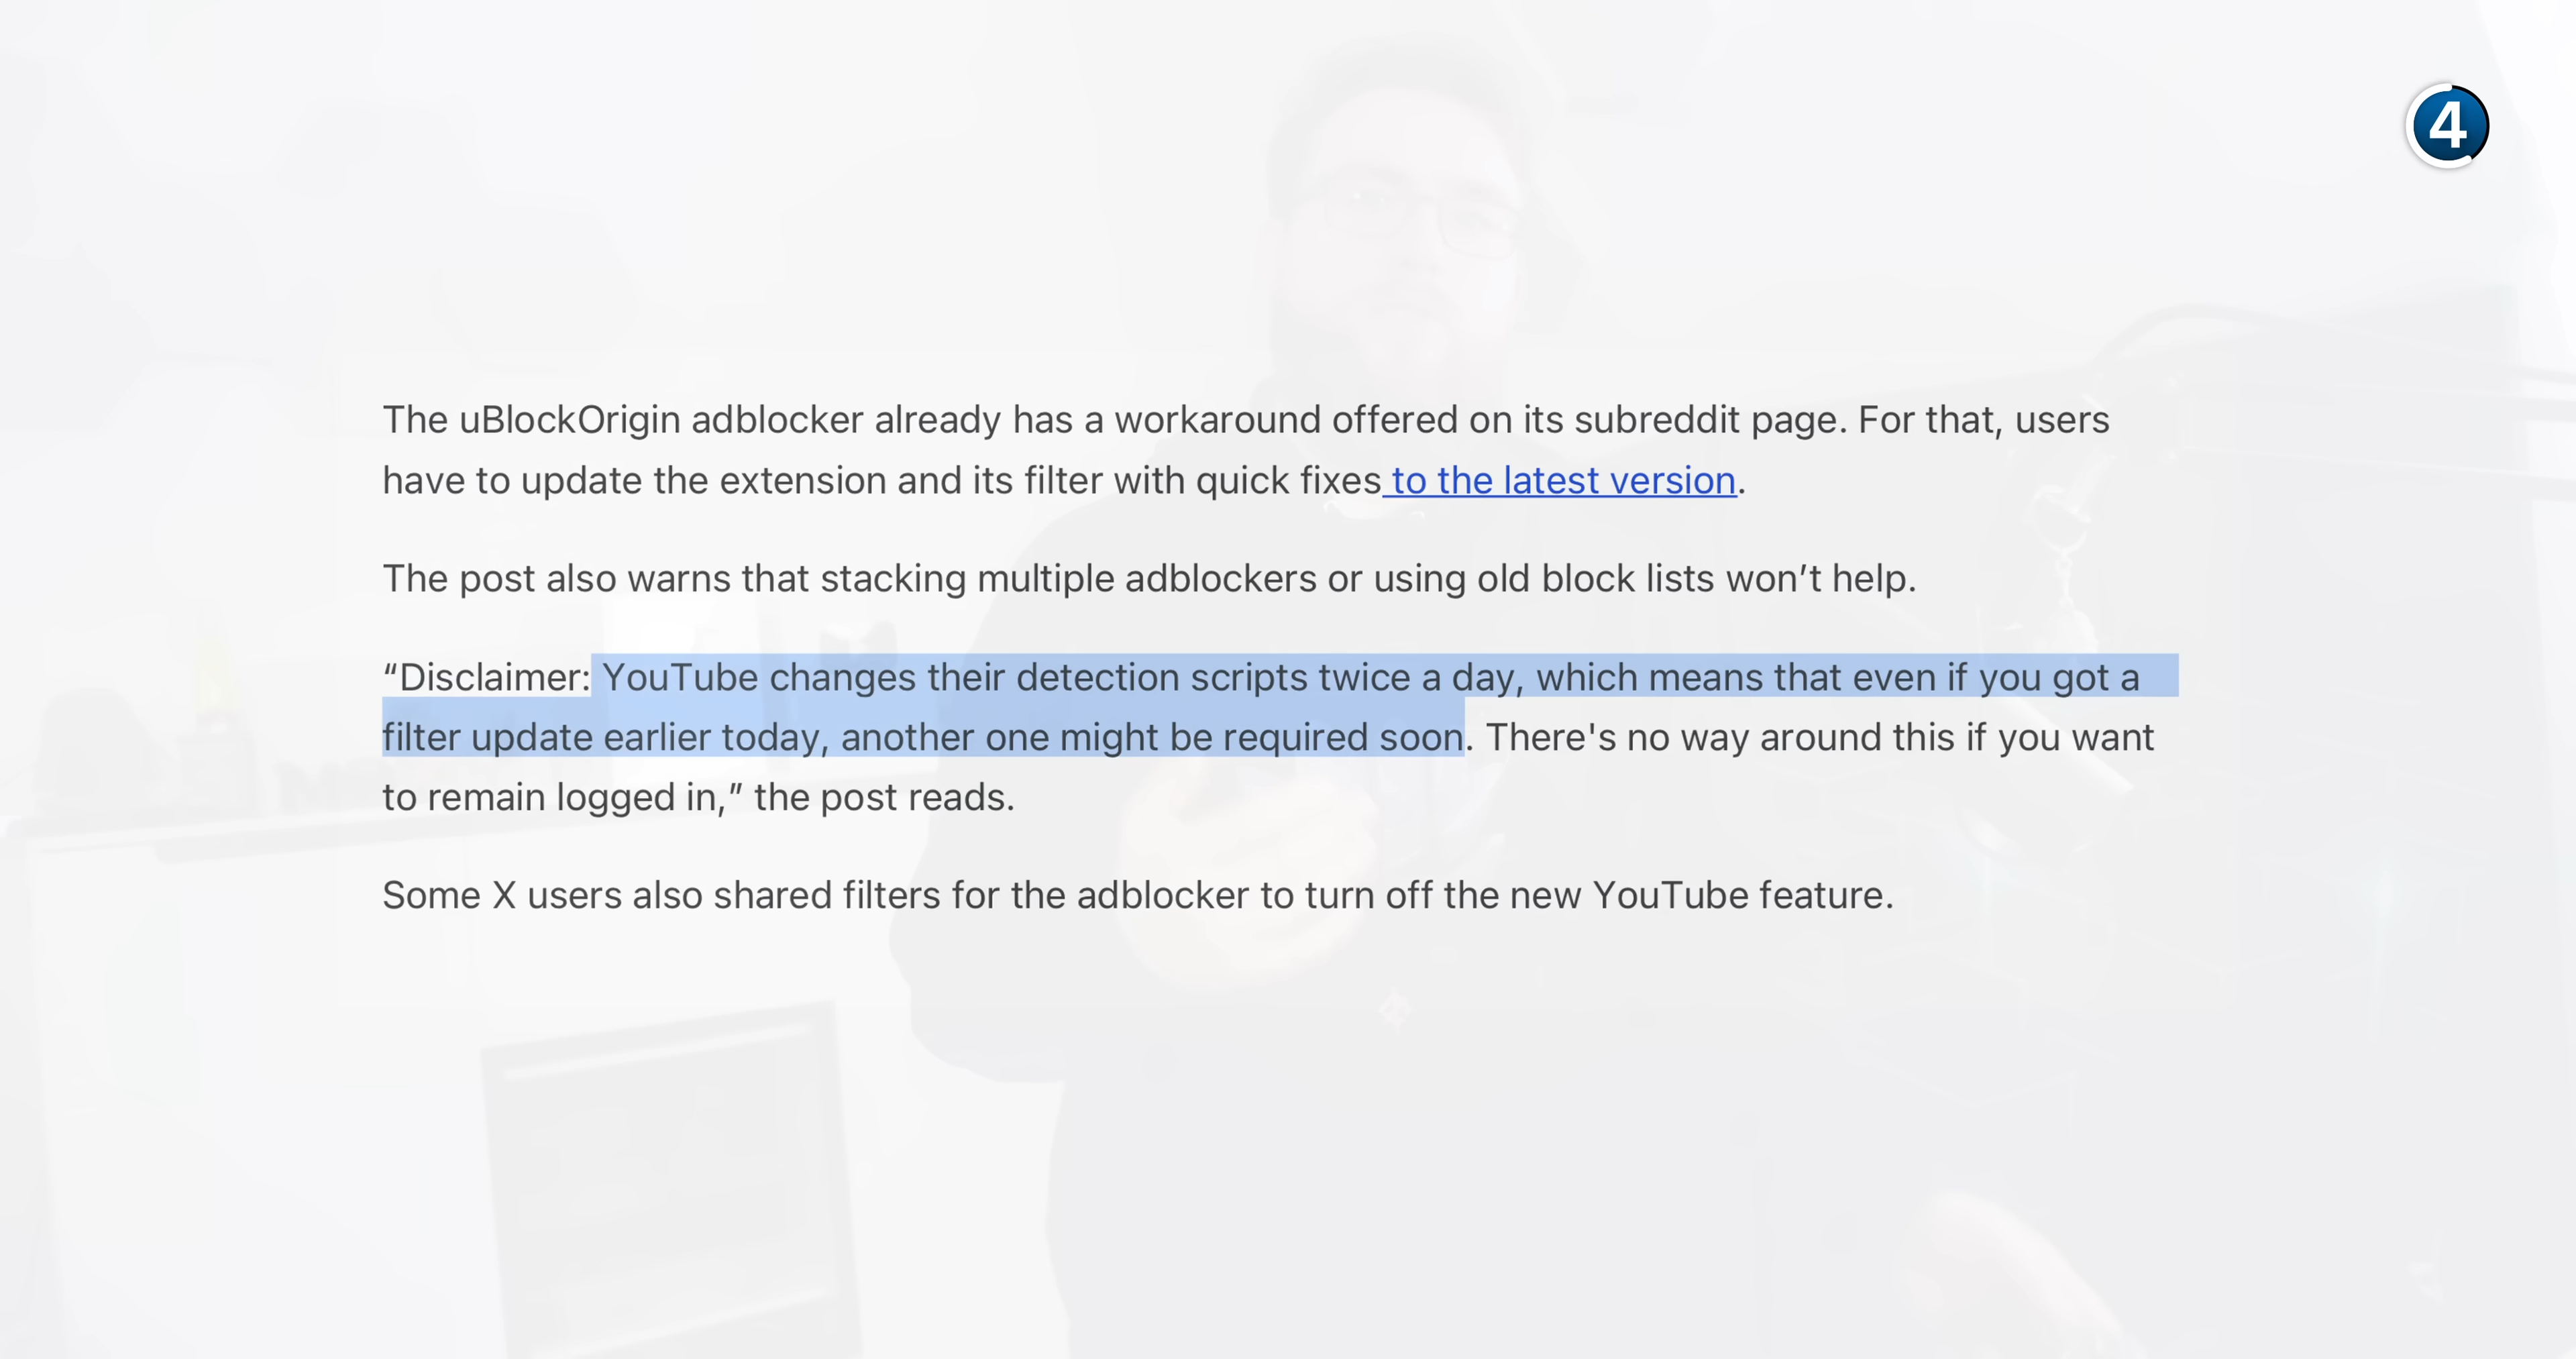 4
The uBlockOrigin adblocker already has a workaround offered on its subreddit page. For that, users
have to update the extension and its filter with quick fixes to the latest version.
The post also warns that stacking multiple adblockers or using old block lists won’t help.
“Disclaimer: YouTube changes their detection scripts twice a day, which means that even if you got a
filter update earlier today, another one might be required soon. There's no way around this if you want
to remain logged in,” the post reads.
Some X users also shared filters for the adblocker to turn off the new YouTube feature.